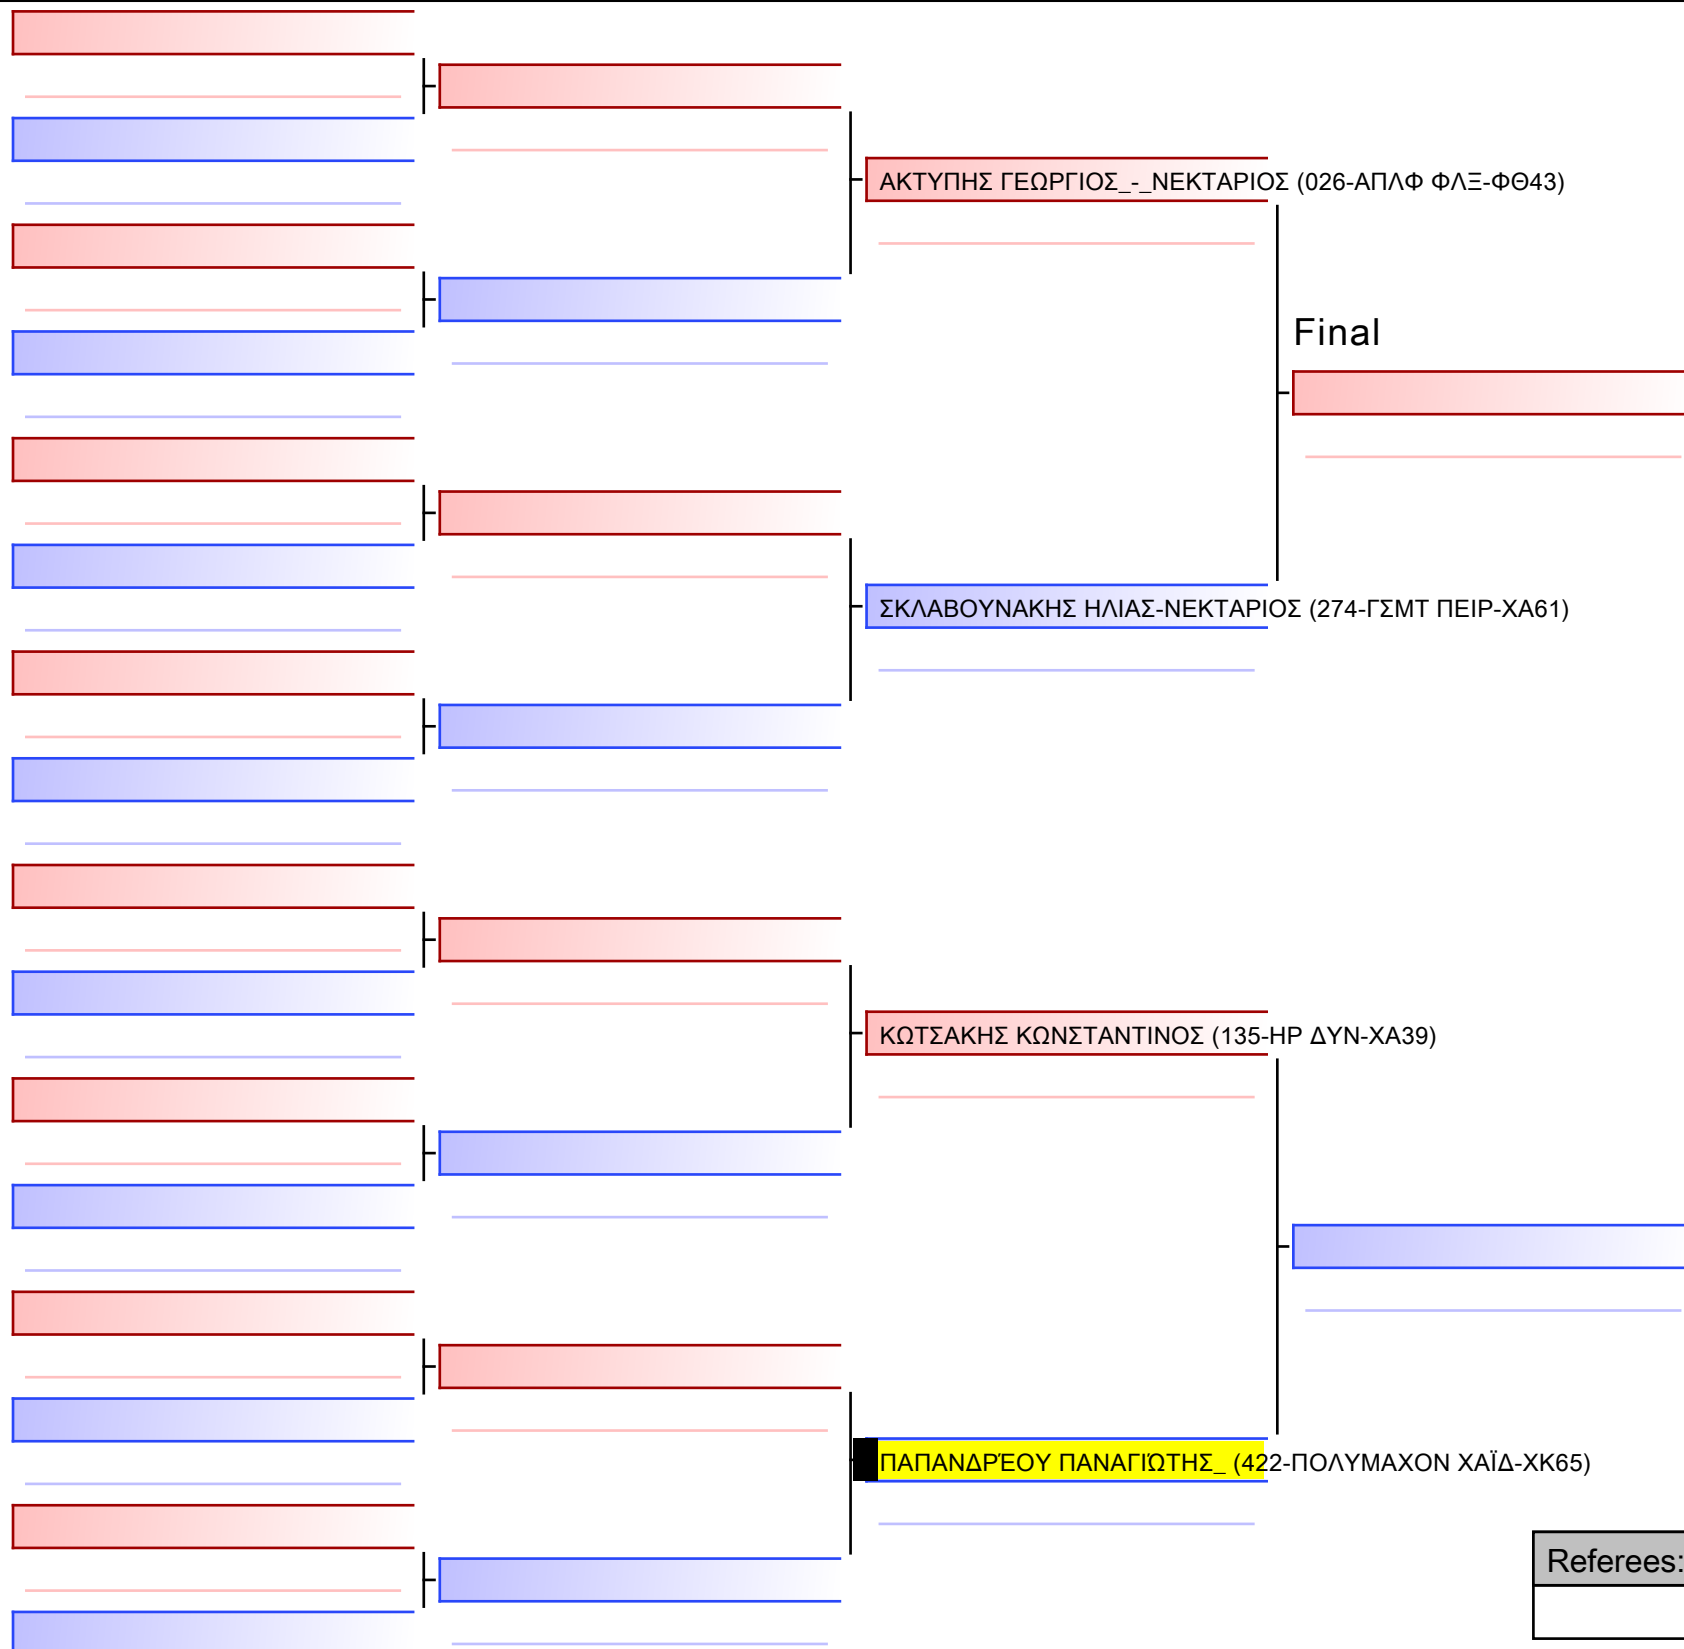 ΑΚΤΥΠΗΣ ΓΕΩΡΓΙΟΣ_-_ΝΕΚΤΑΡΙΟΣ (026-ΑΠΛΦ ΦΛΞ-ΦΘ43)
Final
ΣΚΛΑΒΟΥΝΑΚΗΣ ΗΛΙΑΣ-ΝΕΚΤΑΡΙΟΣ (274-ΓΣΜΤ ΠΕΙΡ-ΧΑ61)
ΚΩΤΣΑΚΗΣ ΚΩΝΣΤΑΝΤΙΝΟΣ (135-ΗΡ ΔΥΝ-ΧΑ39)
ΠΑΠΑΝΔΡΈΟΥ ΠΑΝΑΓΙΏΤΗΣ_ (422-ΠΟΛΥΜΑΧΟΝ ΧΑΪΔ-ΧΚ65)
Referees: